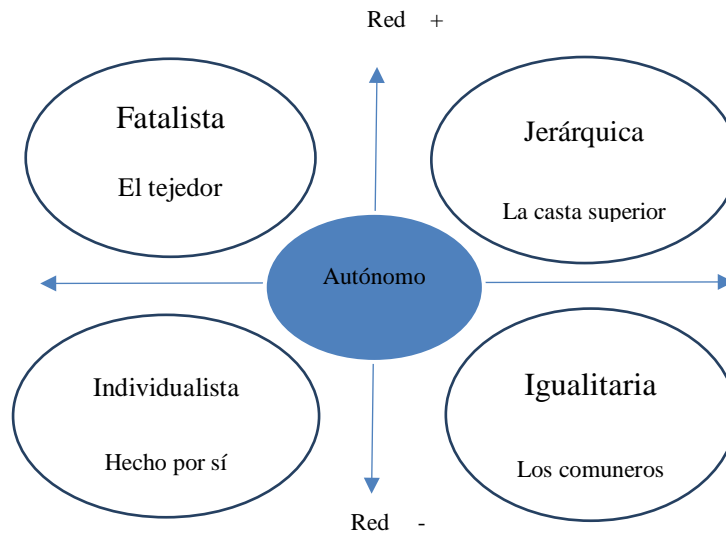 Red +
Fatalista
El tejedor
Jerárquica
La casta superior
Autónomo
Individualista
Hecho por sí
Igualitaria
Los comuneros
Red -